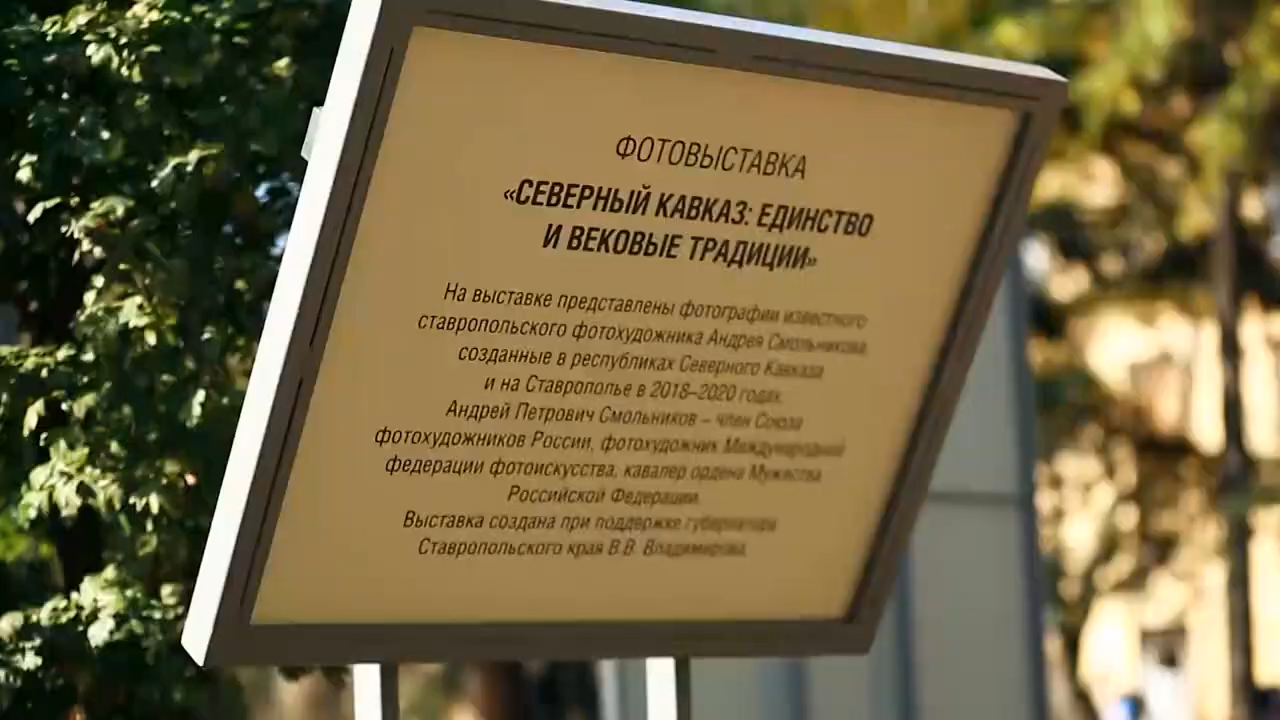 ФОТОВЫСТАВКА
«СЕВЕРНЫЙ КАВКАЗ: ЕДИНСТВО
И ВЕКОВЫЕ ТРАДИЦИИ»
На выставке представлены фотографии известного
ставропольского фотохудожника Андрея Смольникова,
созданные в республиках Северного Кавказа
и на Ставрополье в 2018–2020 годах.
Андрей Петрович Смольников – член Союза
фотохудожников России, фотохудожник Международной
федерации фотоискусства, кавалер ордена Мужества
Российской Федерации.
Выставка создана при поддержке губернатора
Ставропольского края В.В. Владимирова.